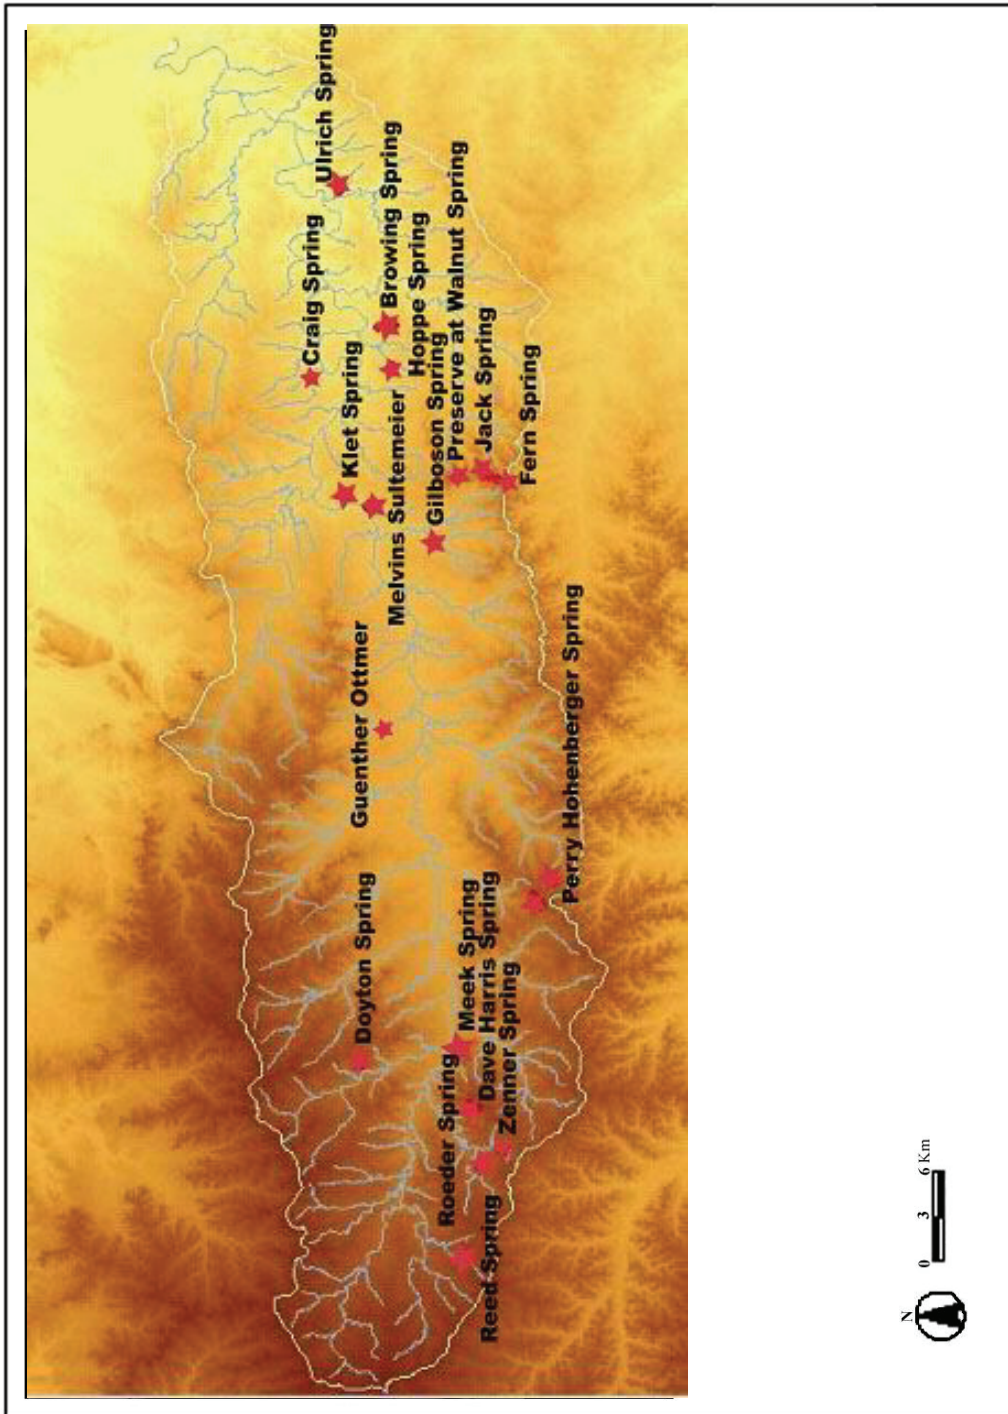 Ulrich Spring
Craig Spring
Browing Spring
Hoppe Spring
Klet Spring
Preserve at Walnut Spring
Gilboson Spring
Jack Spring
Fern Spring
Melvins Sultemeier
Guenther Ottmer
Perry Hohenberger Spring
Doyton Spring
Meek Spring
Dave Harris Spring
Zenner Spring
Roeder Spring
Reed Spring
N
0 3 6 Km